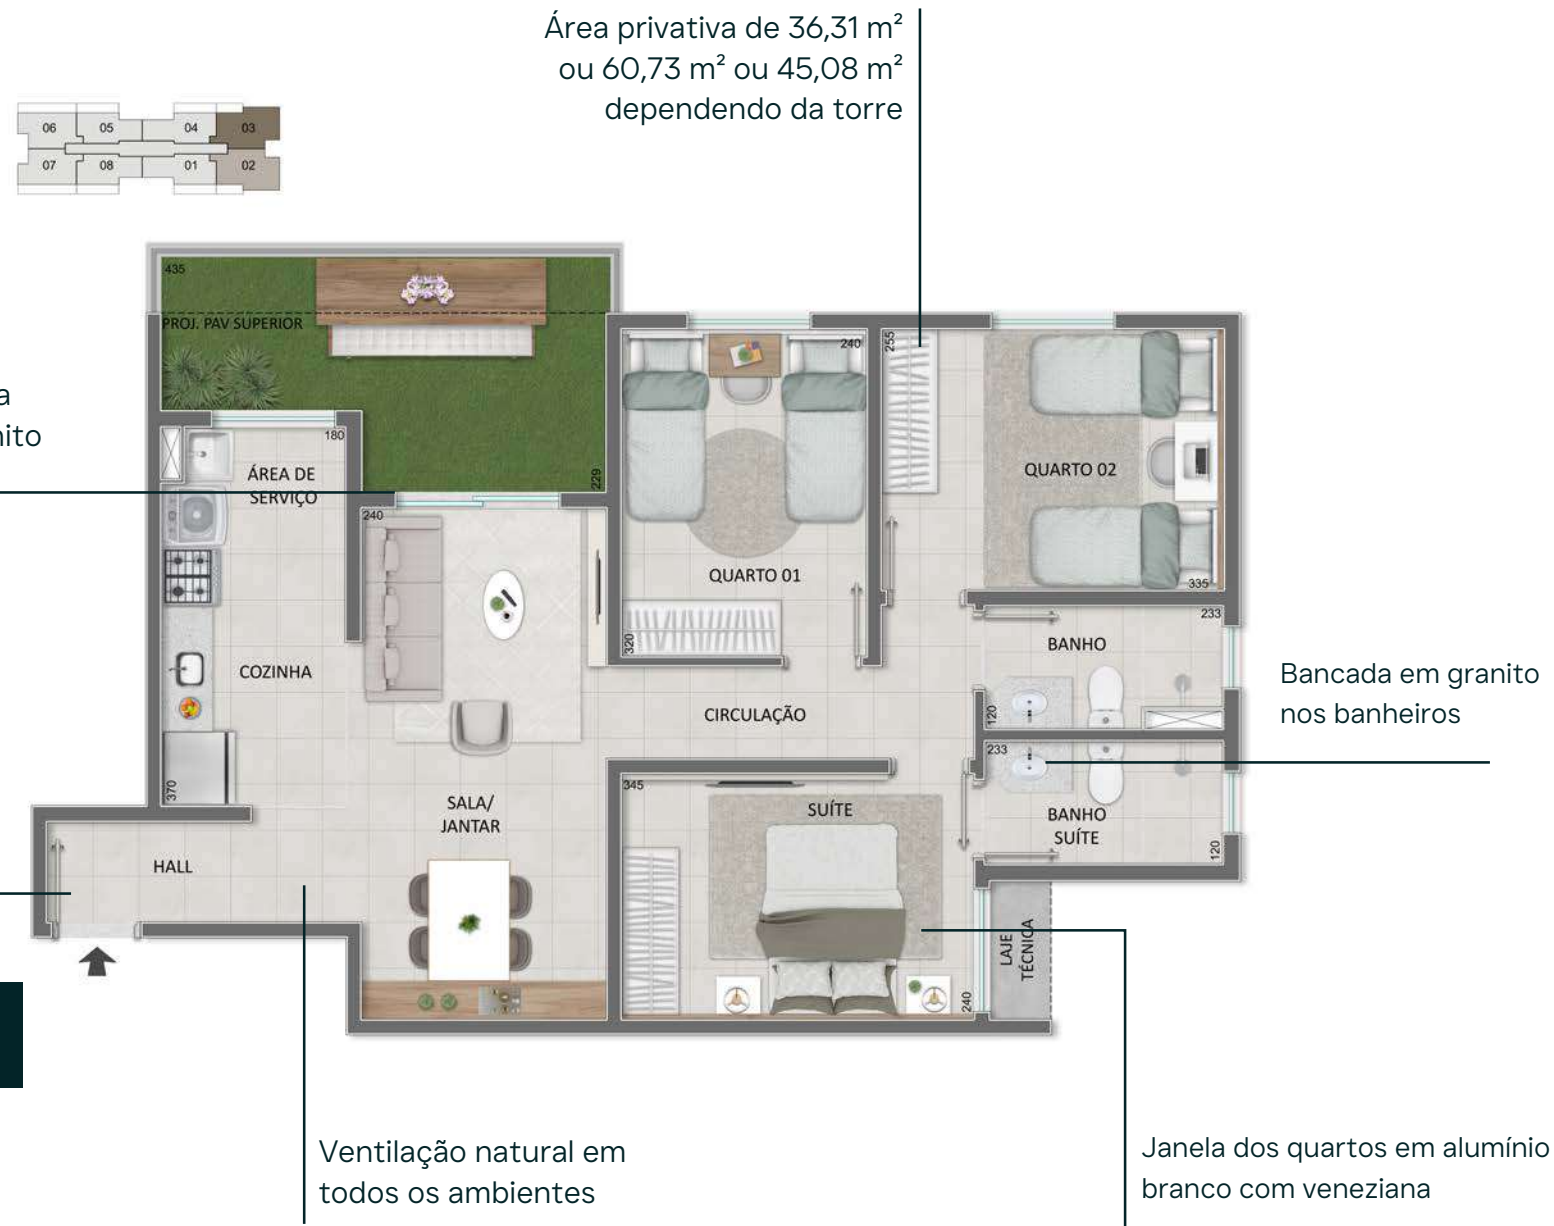 Área privativa de 36,31 m²
ou 60,73 m² ou 45,08 m²
dependendo da torre
06 05 04 03
07 08 01 02
435
PROJ. PAV SUPERIOR
240
255
a
180
ÁREA DE
SERVIÇO
229
QUARTO 02
240
QUARTO 01
335
320
233
BANHO
COZINHA
Bancada em granito
nos banheiros
CIRCULAÇÃO
120
233
370
345
SALA/
JANTAR
SUÍTE
BANHO
SUÍTE
120
HALL
LAJE
TÉCNICA
240
Ventilação natural em
todos os ambientes
Janela dos quartos em alumínio
branco com veneziana